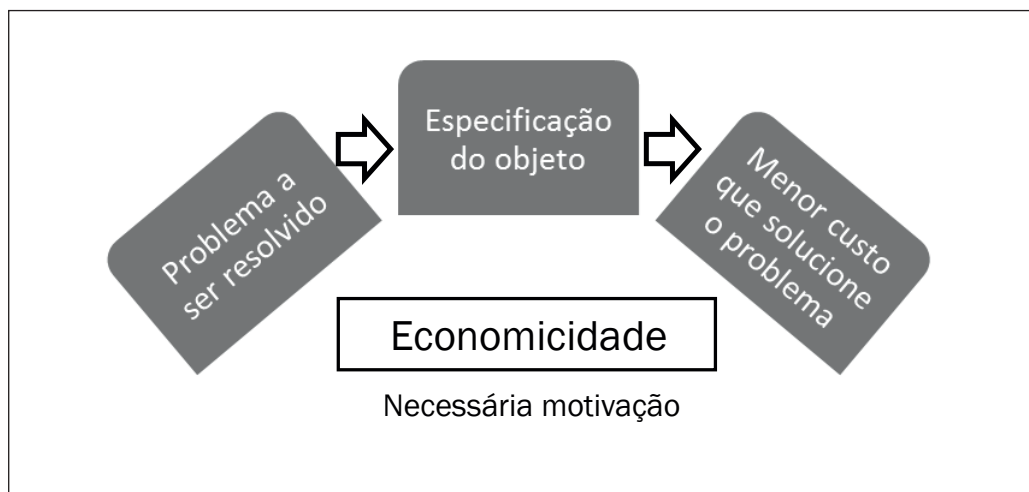 Problema a
ser resolvido
Especificação
do objeto
Menor custo
que solucione
o problema
Economicidade
Necessária motivação